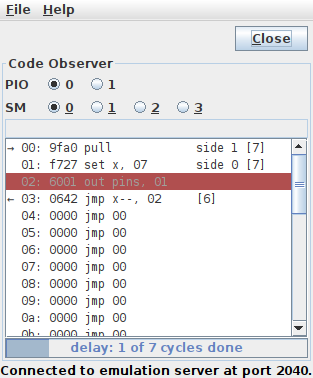 File Help
Close
Code Observer
PIO 0 1
SM 0 1 2 3
→ 00: 9fa0 pull side 1 [7]
01: f727 set x, 07 side 0 [7]
02: 6001 out pins, 01
← 03: 0642 jmp x--, 02 [6]
04: 0000 jmp 00
05: 0000 jmp 00
06: 0000 jmp 00
07: 0000 jmp 00
08: 0000 jmp 00
09: 0000 jmp 00
0a: 0000 jmp 00
0b: 0000 jmp 00
delay: 1 of 7 cycles done
Connected to emulation server at port 2040.